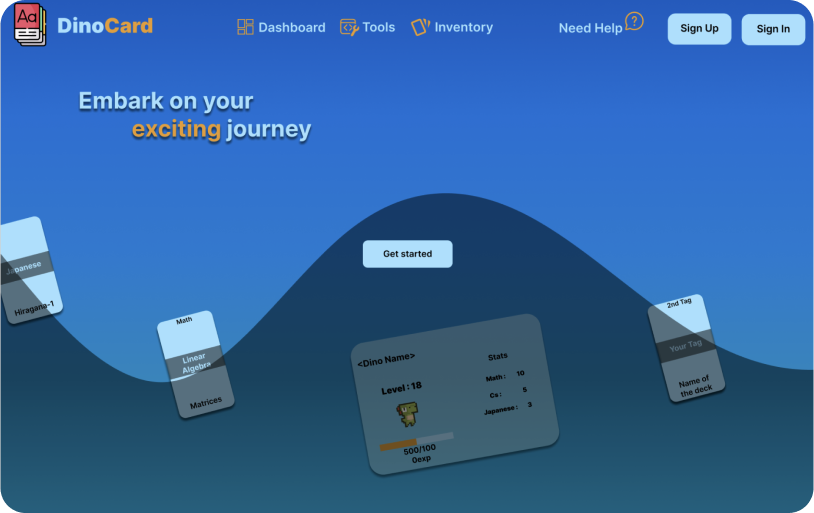 Aa
DinoCard
Dashboard
Tools
Inventory
Need Help
?
Sign Up
Sign In
Embark on your
exciting journey
Get started
Japanese
Hiragana-1
Math
Linear
Algebra
Matrices
<Dino Name>
Level : 18
500/100
0exp
Stats
Math : 10
Cs : 5
Japanese : 3
2nd Tag
Your Tag
Name of
the deck